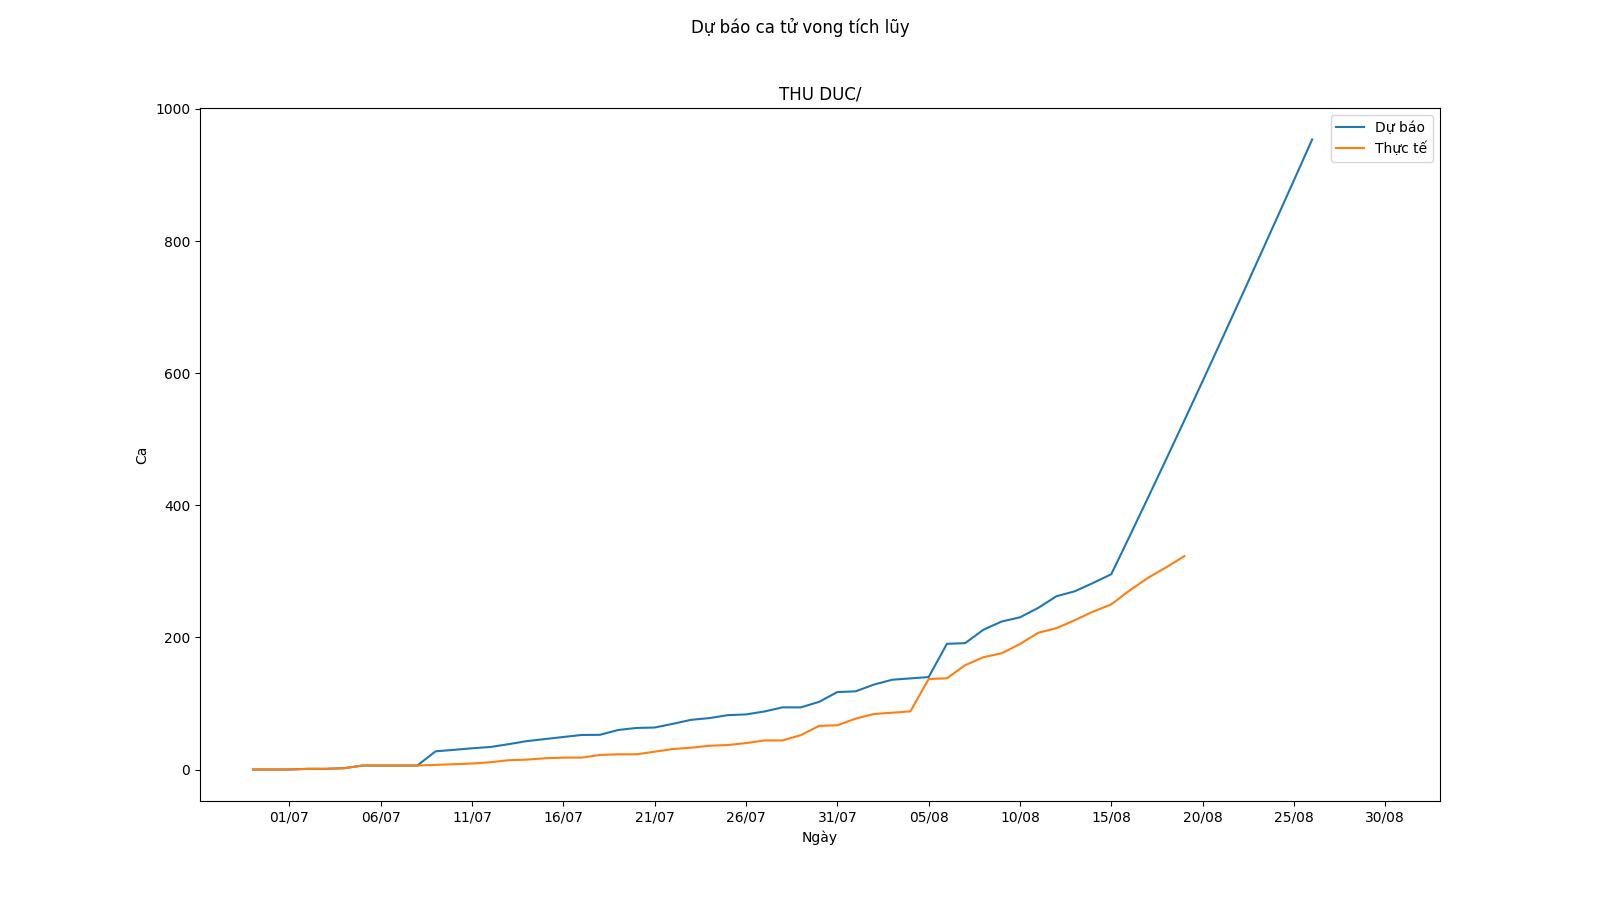 Dự báo ca tử vong tích lũy
THU DUC/
Dự báo
Thực tế
1000
800
600
400
200
0
Ca
01/07 06/07 11/07 16/07 21/07 26/07 31/07 05/08 10/08 15/08 20/08 25/08 30/08
Ngày